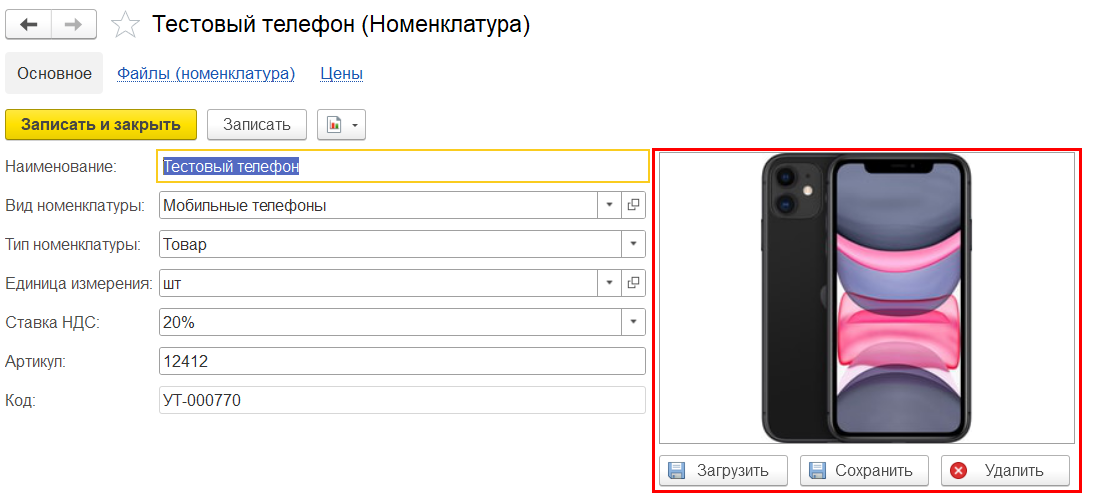 Тестовый телефон (Номенклатура)
Основное Файлы (номенклатура) Цены
Записать и закрыть Записать
Наименование: Тестовый телефон
Вид номенклатуры: Мобильные телефоны
Тип номенклатуры: Товар
Единица измерения: шт
Ставка НДС: 20%
Артикул: 12412
Код: УТ-000770
Загрузить Сохранить Удалить